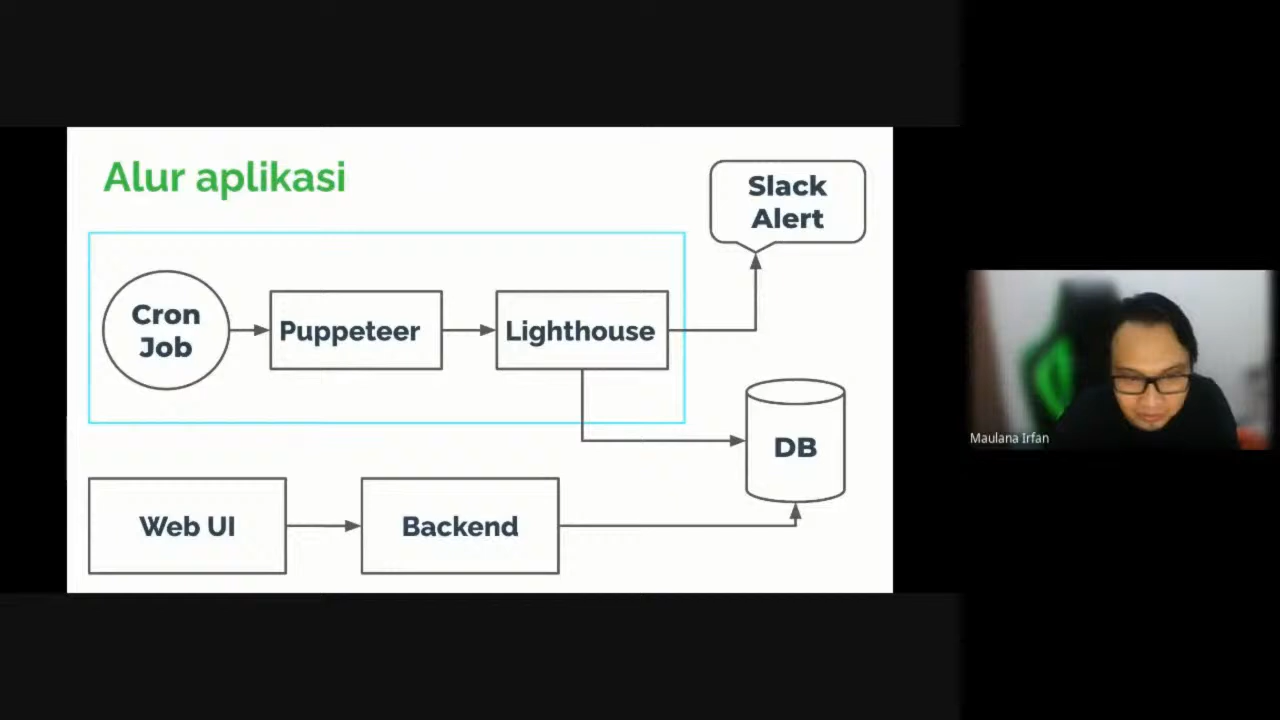 Alur aplikasi
Slack
Alert
Cron
Job
Puppeteer
Lighthouse
DB
Web UI
Backend
Maulana Irfan